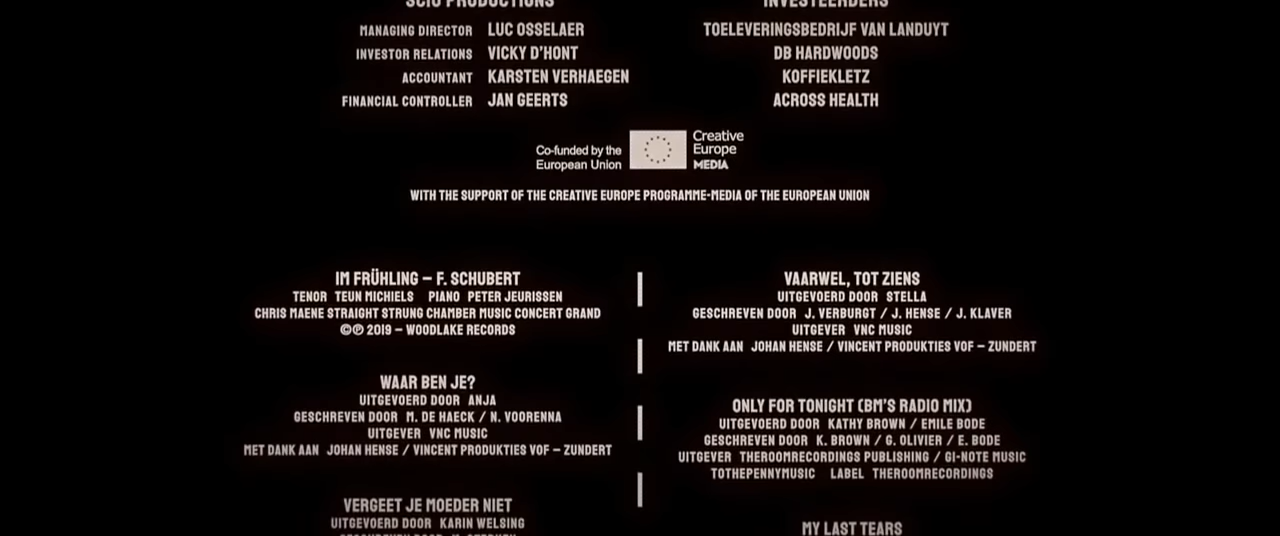 SCIO PRODUCTIONS
MANAGING DIRECTOR LUC OSSELAER
INVESTOR RELATIONS VICKY D'HONT
ACCOUNTANT KARSTEN VERHAEGEN
FINANCIAL CONTROLLER JAN GEERTS
INVESTEERDERS
TOELEVERINGSBEDRIJF VAN LANDUYT
DB HARDWOODS
KOFFIEKLETZ
ACROSS HEALTH
Co-funded by the
European Union
Creative
Europe
MEDIA
WITH THE SUPPORT OF THE CREATIVE EUROPE PROGRAMME-MEDIA OF THE EUROPEAN UNION
IM FRÜHLING – F. SCHUBERT
TENOR TEUN MICHIELS PIANO PETER JEURISSEN
CHRIS MAENE STRAIGHT STRUNG CHAMBER MUSIC CONCERT GRAND
©℗ 2019 – WOODLAKE RECORDS
WAAR BEN JE?
UITGEVOERD DOOR ANJA
GESCHREVEN DOOR M. DE HAECK / N. VOORENNA
UITGEVER VNC MUSIC
MET DANK AAN JOHAN HENSE / VINCENT PRODUKTIES VOF – ZUNDERT
VERGEET JE MOEDER NIET
UITGEVOERD DOOR KARIN WELSING
VAARWEL, TOT ZIENS
UITGEVOERD DOOR STELLA
GESCHREVEN DOOR J. VERBURGT / J. HENSE / J. KLAVER
UITGEVER VNC MUSIC
MET DANK AAN JOHAN HENSE / VINCENT PRODUKTIES VOF – ZUNDERT
ONLY FOR TONIGHT (BM'S RADIO MIX)
UITGEVOERD DOOR KATHY BROWN / EMILE BODE
GESCHREVEN DOOR K. BROWN / G. OLIVIER / E. BODE
UITGEVER THEROOMRECORDINGS PUBLISHING / GI-NOTE MUSIC
TOTHEPENNYMUSIC LABEL THEROOMRECORDINGS
MY LAST TEARS